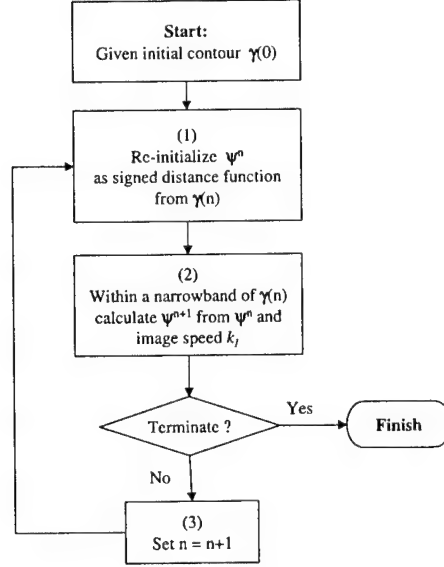 Start:
Given initial contour γ(0)
(1)
Re-initialize ψⁿ
as signed distance function
from γ(n)
(2)
Within a narrowband of γ(n)
calculate ψⁿ⁺¹ from ψⁿ and
image speed k_I
Terminate ?
Yes
Finish
No
(3)
Set n = n+1